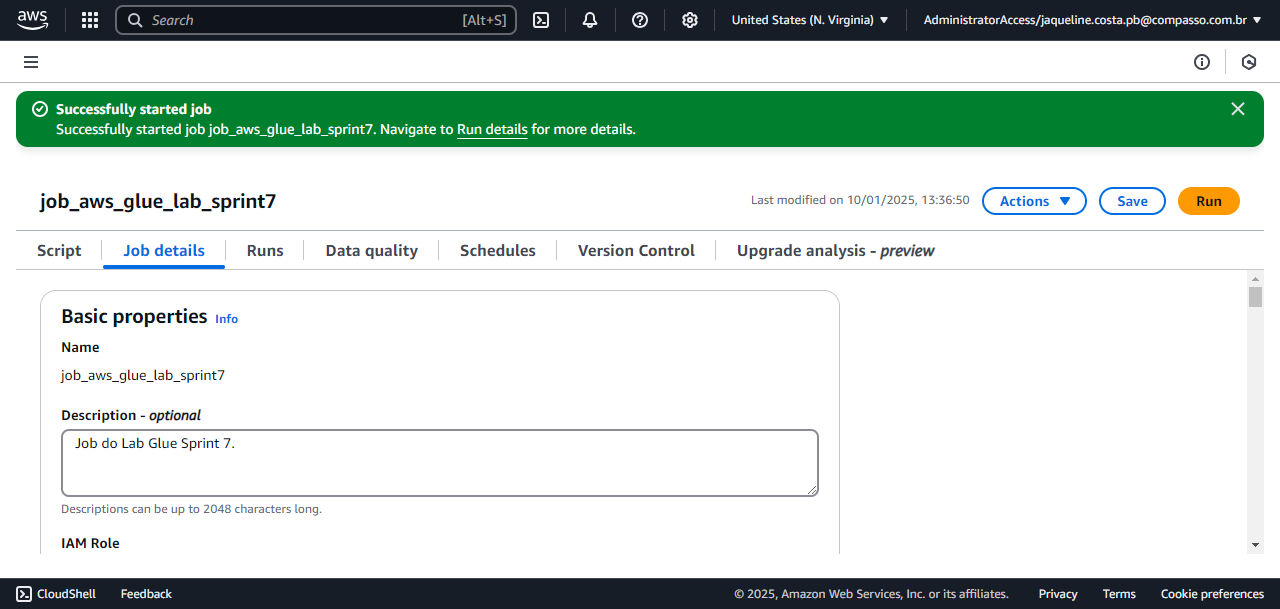 aws
Search [Alt+S] United States (N. Virginia) AdministratorAccess/jaqueline.costa.pb@compasso.com.br
Successfully started job
Successfully started job job_aws_glue_lab_sprint7. Navigate to Run details for more details.
job_aws_glue_lab_sprint7 Last modified on 10/01/2025, 13:36:50 Actions Save Run
Script Job details Runs Data quality Schedules Version Control Upgrade analysis - preview
Basic properties Info
Name
job_aws_glue_lab_sprint7
Description - optional
Job do Lab Glue Sprint 7.
Descriptions can be up to 2048 characters long.
IAM Role
CloudShell Feedback © 2025, Amazon Web Services, Inc. or its affiliates. Privacy Terms Cookie preferences